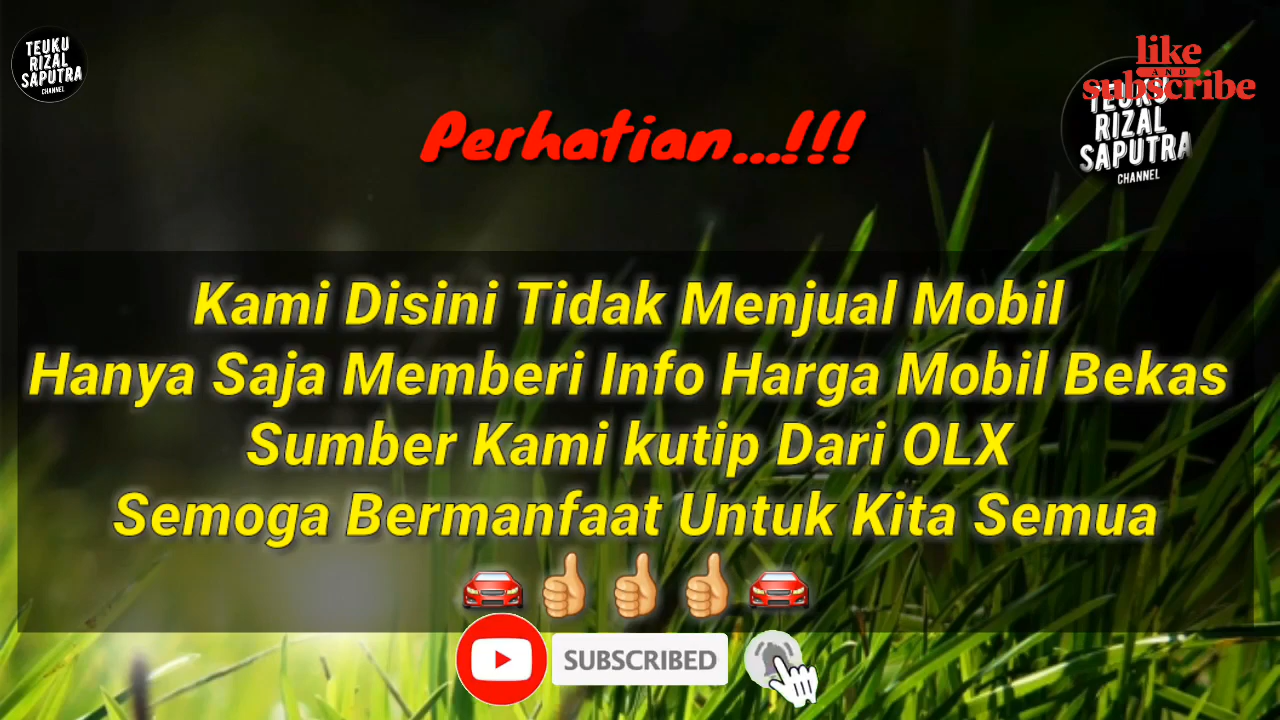 TEUKU
RIZAL
SAPUTRA
CHANNEL
like
AND
subscribe
TEUKU
RIZAL
SAPUTRA
CHANNEL
Perhatian...!!!
Kami Disini Tidak Menjual Mobil
Hanya Saja Memberi Info Harga Mobil Bekas
Sumber Kami kutip Dari OLX
Semoga Bermanfaat Untuk Kita Semua
SUBSCRIBED